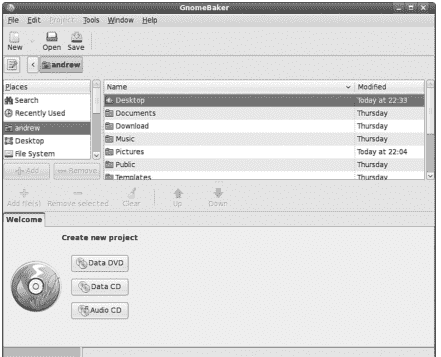 GnomeBaker
File Edit Project Tools Window Help
New Open Save
andrew
Places
Search
Recently Used
andrew
Desktop
File System
Add Remove
Name Modified
Desktop Today at 22:33
Documents Thursday
Download Thursday
Music Thursday
Pictures Today at 22:04
Public Thursday
Templates Thursday
Add file(s) Remove selected Clear Up Down
Welcome
Create new project
Data DVD
Data CD
Audio CD